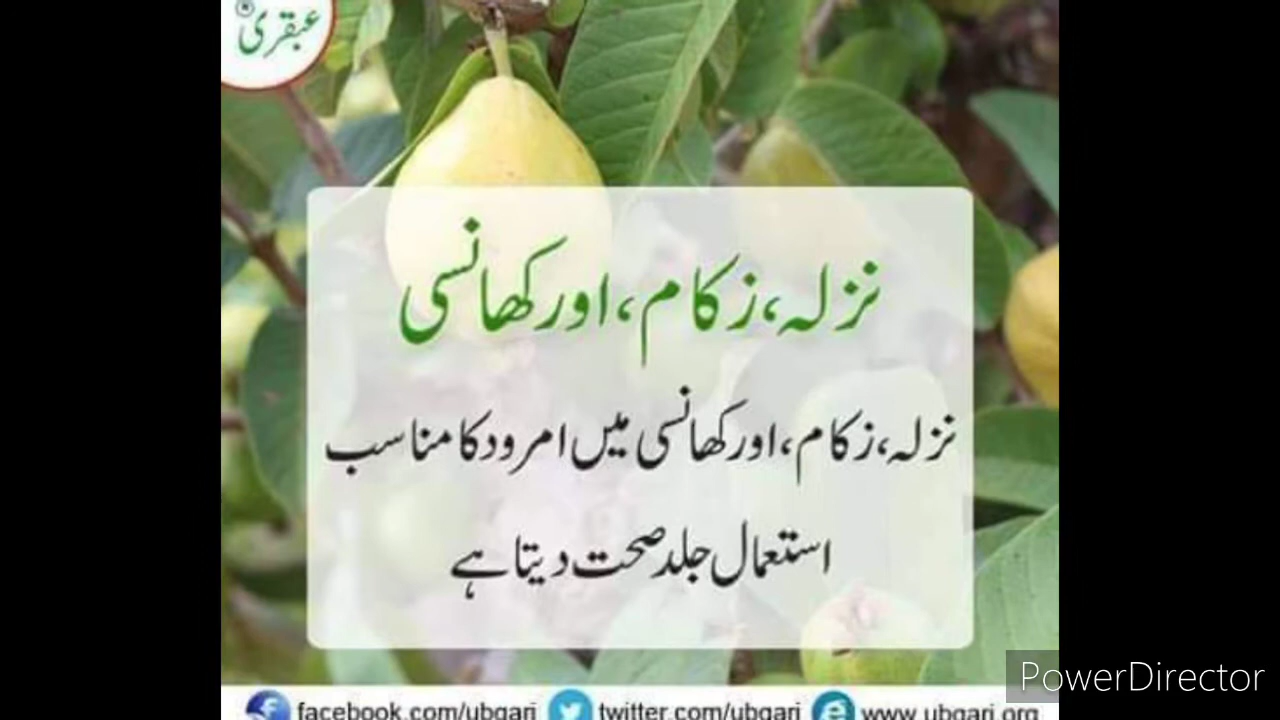 عبقری
نزلہ، زکام، اور کھانسی
نزلہ، زکام، اور کھانسی میں امرود کا مناسب
استعمال جلد صحت دیتا ہے
PowerDirector
facebook.com/ubqari twitter.com/ubqari www.ubqari.org